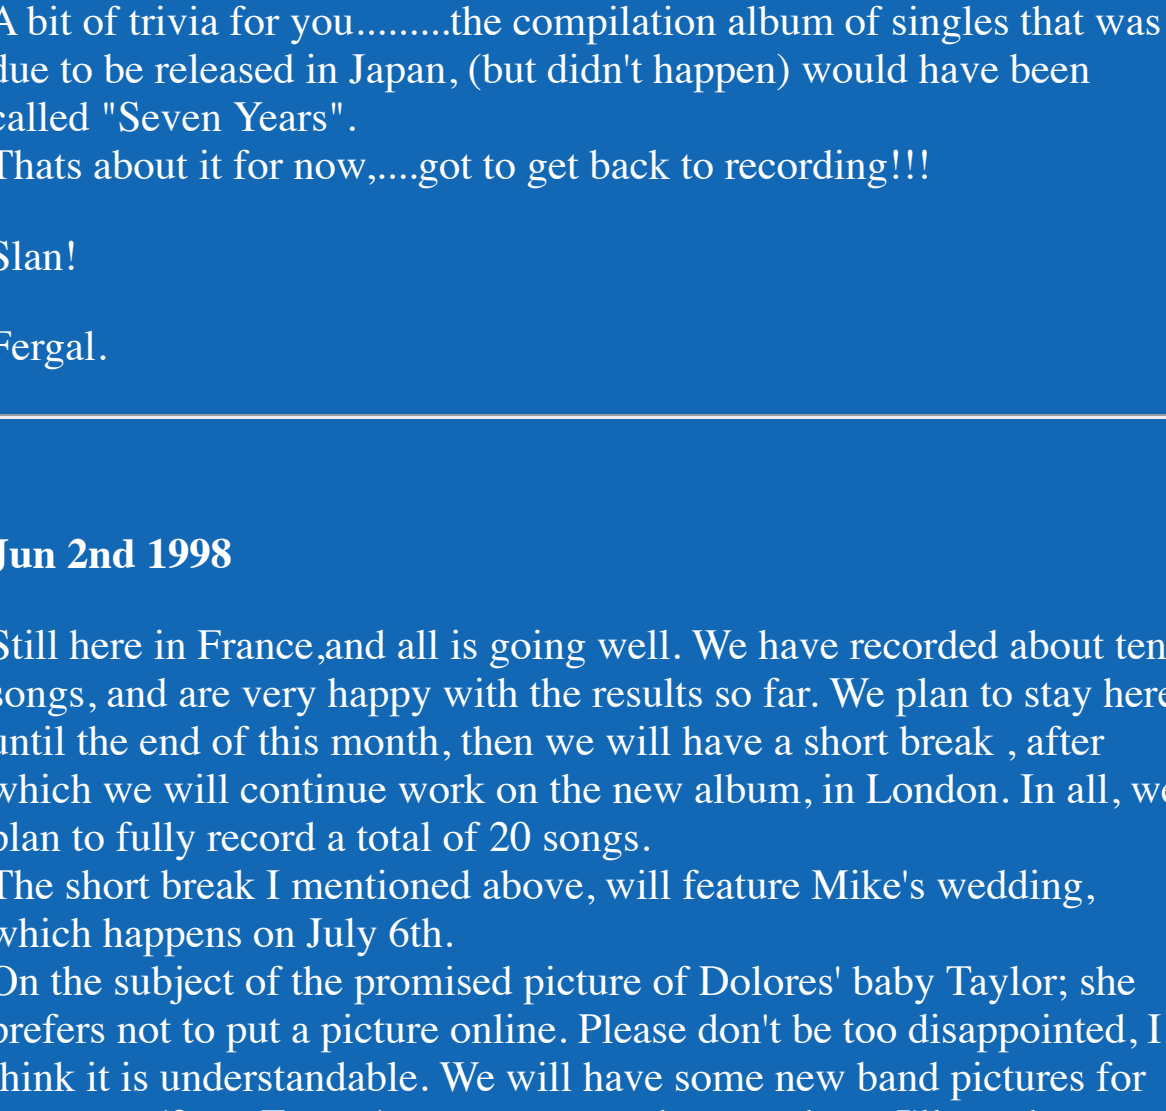 A bit of trivia for you.........the compilation album of singles that was
due to be released in Japan, (but didn't happen) would have been
called "Seven Years".
Thats about it for now,....got to get back to recording!!!
Slan!
Fergal.
Jun 2nd 1998
Still here in France,and all is going well. We have recorded about ten
songs, and are very happy with the results so far. We plan to stay here
until the end of this month, then we will have a short break , after
which we will continue work on the new album, in London. In all, we
plan to fully record a total of 20 songs.
The short break I mentioned above, will feature Mike's wedding,
which happens on July 6th.
On the subject of the promised picture of Dolores' baby Taylor; she
prefers not to put a picture online. Please don't be too disappointed, I
think it is understandable. We will have some new band pictures for